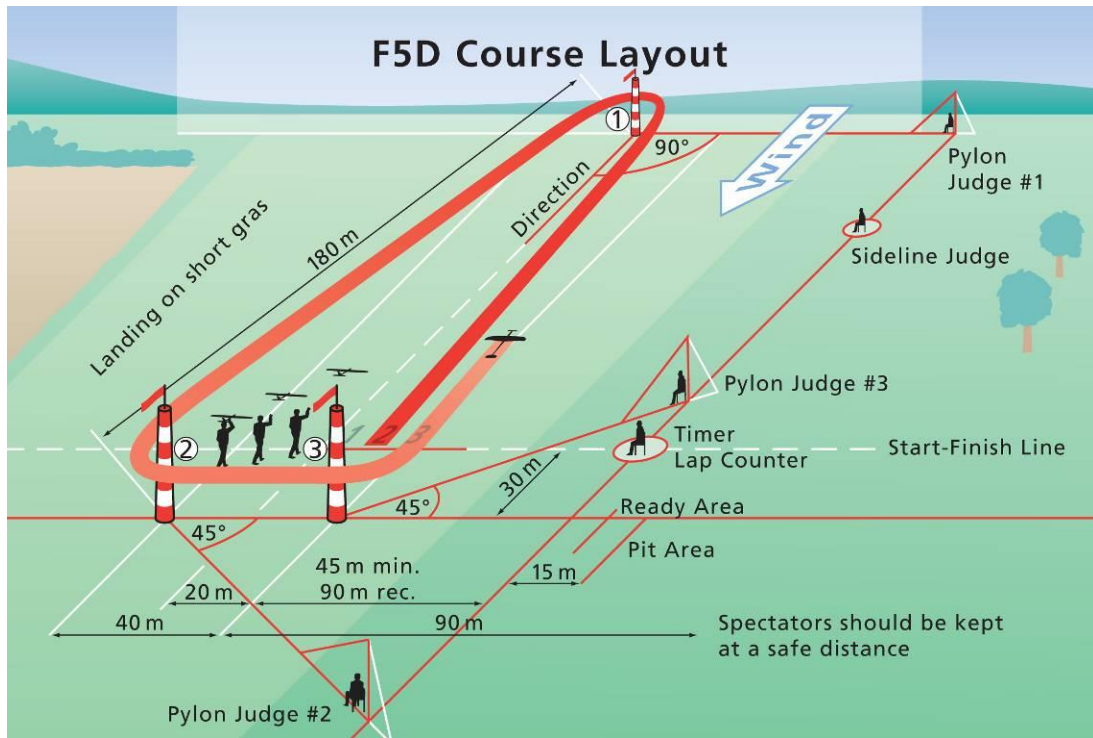 F5D Course Layout
1
90°
Wind
Pylon
Judge #1
Direction
180 m
Sideline Judge
Landing on short gras
Pylon Judge #3
2
3
1 2 3
Timer
Lap Counter
Start-Finish Line
30 m
45°
45°
Ready Area
Pit Area
45 m min.
90 m rec.
15 m
20 m
40 m
90 m
Spectators should be kept
at a safe distance
Pylon Judge #2